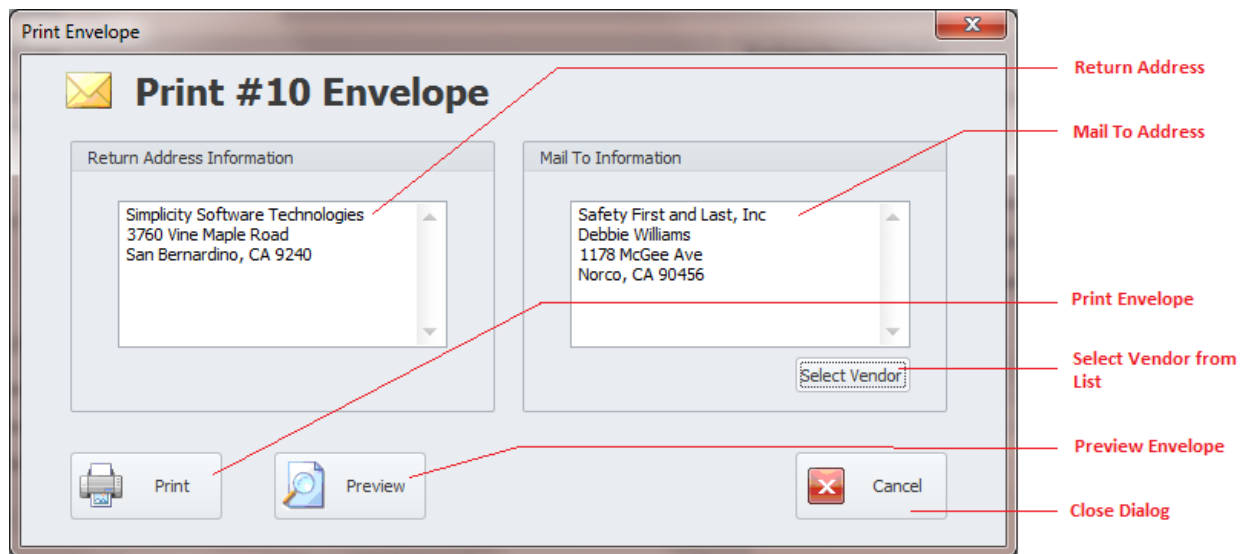 Print Envelope
Print #10 Envelope
Return Address Information
Simplicity Software Technologies
3760 Vine Maple Road
San Bernardino, CA 9240
Mail To Information
Safety First and Last, Inc
Debbie Williams
1178 McGee Ave
Norco, CA 90456
Select Vendor
Print
Preview
Cancel
Return Address
Mail To Address
Print Envelope
Select Vendor from
List
Preview Envelope
Close Dialog